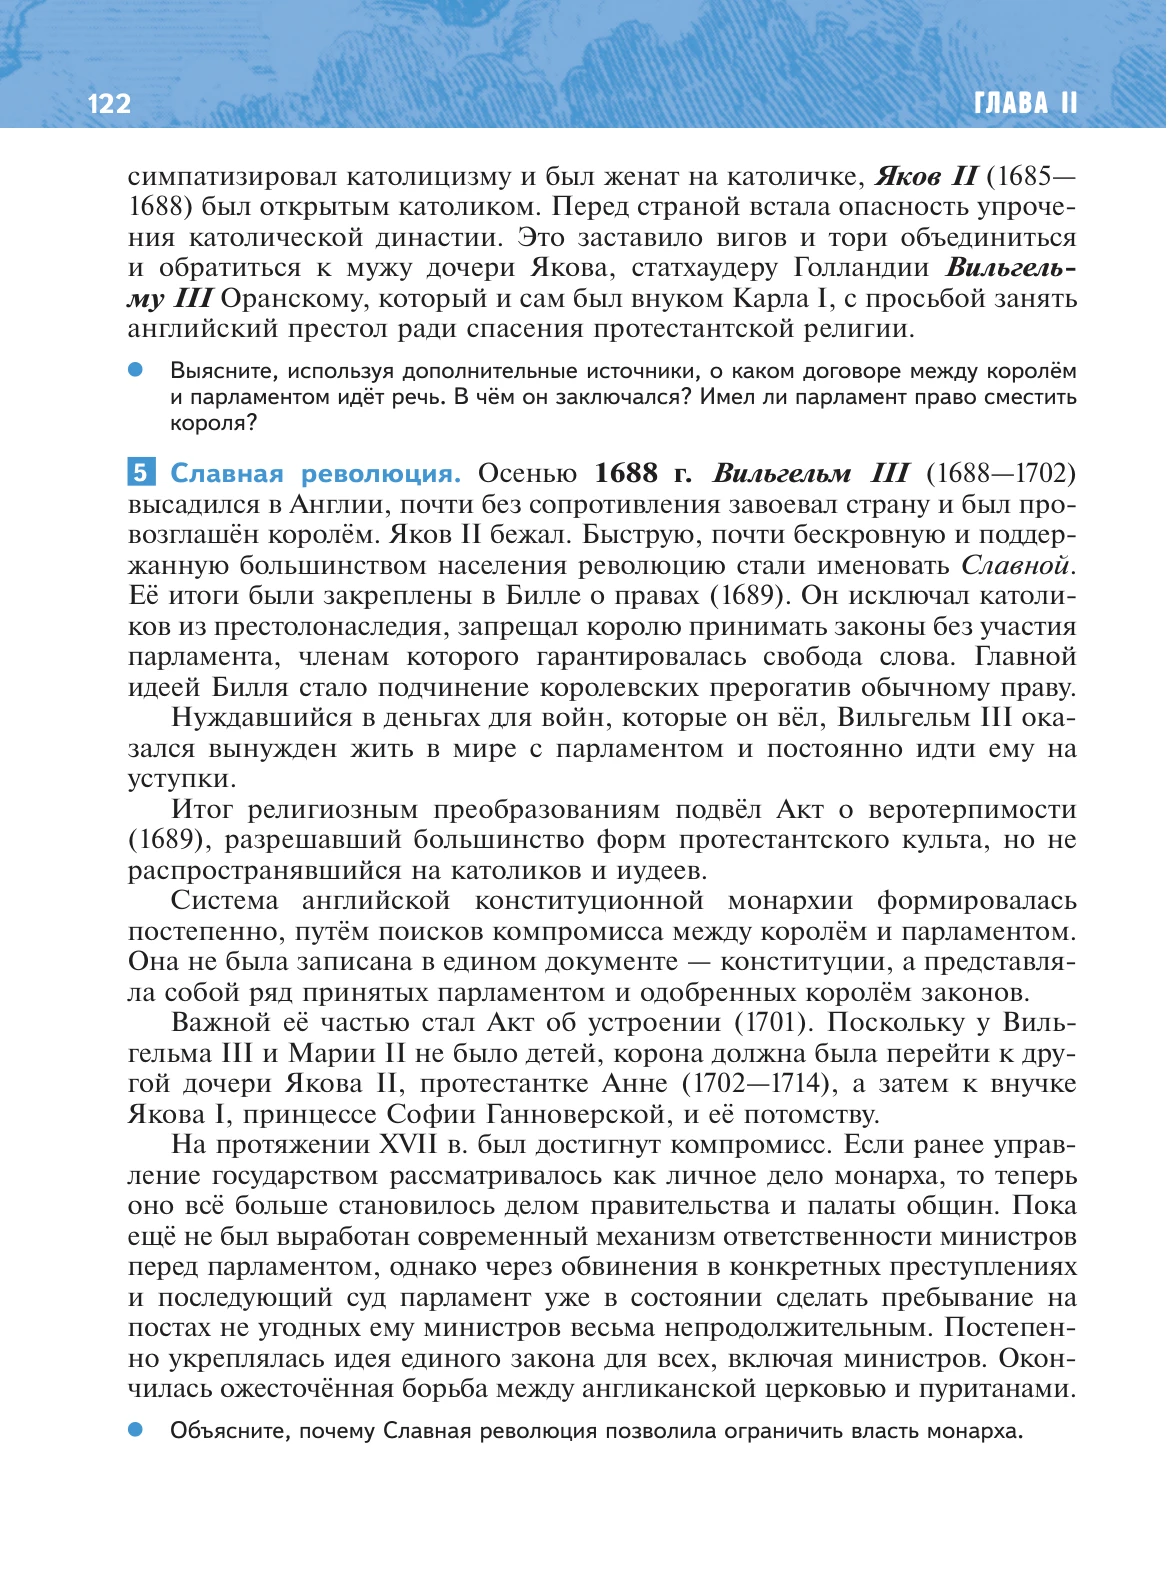 122
ГЛАВА II
симпатизировал католицизму и был женат на католичке, Яков II (1685—
1688) был открытым католиком. Перед страной встала опасность упроче-
ния католической династии. Это заставило вигов и тори объединиться
и обратиться к мужу дочери Якова, статхаудеру Голландии Вильгель-
му III Оранскому, который и сам был внуком Карла I, с просьбой занять
английский престол ради спасения протестантской религии.
● Выясните, используя дополнительные источники, о каком договоре между королём
и парламентом идёт речь. В чём он заключался? Имел ли парламент право сместить
короля?
5 Славная революция. Осенью 1688 г. Вильгельм III (1688—1702)
высадился в Англии, почти без сопротивления завоевал страну и был про-
возглашён королём. Яков II бежал. Быструю, почти бескровную и поддер-
жанную большинством населения революцию стали именовать Славной.
Её итоги были закреплены в Билле о правах (1689). Он исключал католи-
ков из престолонаследия, запрещал королю принимать законы без участия
парламента, членам которого гарантировалась свобода слова. Главной
идеей Билля стало подчинение королевских прерогатив обычному праву.
Нуждавшийся в деньгах для войн, которые он вёл, Вильгельм III ока-
зался вынужден жить в мире с парламентом и постоянно идти ему на
уступки.
Итог религиозным преобразованиям подвёл Акт о веротерпимости
(1689), разрешавший большинство форм протестантского культа, но не
распространявшийся на католиков и иудеев.
Система английской конституционной монархии формировалась
постепенно, путём поисков компромисса между королём и парламентом.
Она не была записана в едином документе — конституции, а представля-
ла собой ряд принятых парламентом и одобренных королём законов.
Важной её частью стал Акт об устроении (1701). Поскольку у Виль-
гельма III и Марии II не было детей, корона должна была перейти к дру-
гой дочери Якова II, протестантке Анне (1702—1714), а затем к внучке
Якова I, принцессе Софии Ганноверской, и её потомству.
На протяжении XVII в. был достигнут компромисс. Если ранее управ-
ление государством рассматривалось как личное дело монарха, то теперь
оно всё больше становилось делом правительства и палаты общин. Пока
ещё не был выработан современный механизм ответственности министров
перед парламентом, однако через обвинения в конкретных преступлениях
и последующий суд парламент уже в состоянии сделать пребывание на
постах не угодных ему министров весьма непродолжительным. Постепен-
но укреплялась идея единого закона для всех, включая министров. Окон-
чилась ожесточённая борьба между англиканской церковью и пуританами.
● Объясните, почему Славная революция позволила ограничить власть монарха.